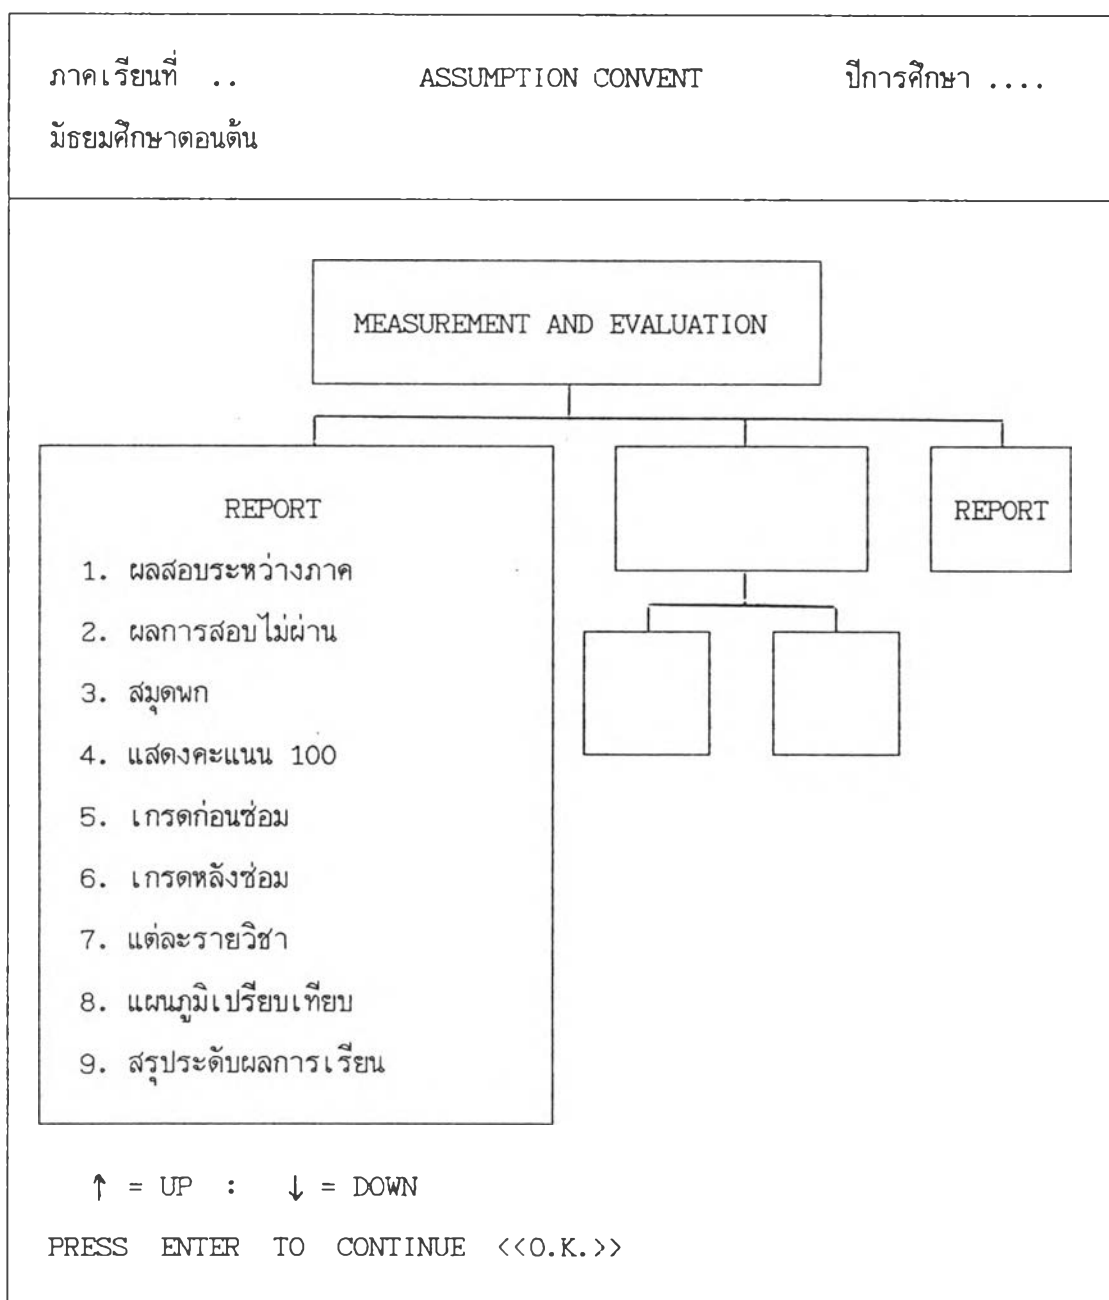 ภาคเรียนที่ .. ASSUMPTION CONVENT ปีการศึกษา ....
มัธยมศึกษาตอนต้น
MEASUREMENT AND EVALUATION
REPORT
1. ผลสอบระหว่างภาค
2. ผลการสอบไม่ผ่าน
3. สมุดพก
4. แสดงคะแนน 100
5. เกรดก่อนซ่อม
6. เกรดหลังซ่อม
7. แต่ละรายวิชา
8. แผนภูมิเปรียบเทียบ
9. สรุประดับผลการเรียน
REPORT
↑ = UP : ↓ = DOWN
PRESS ENTER TO CONTINUE <<O.K.>>